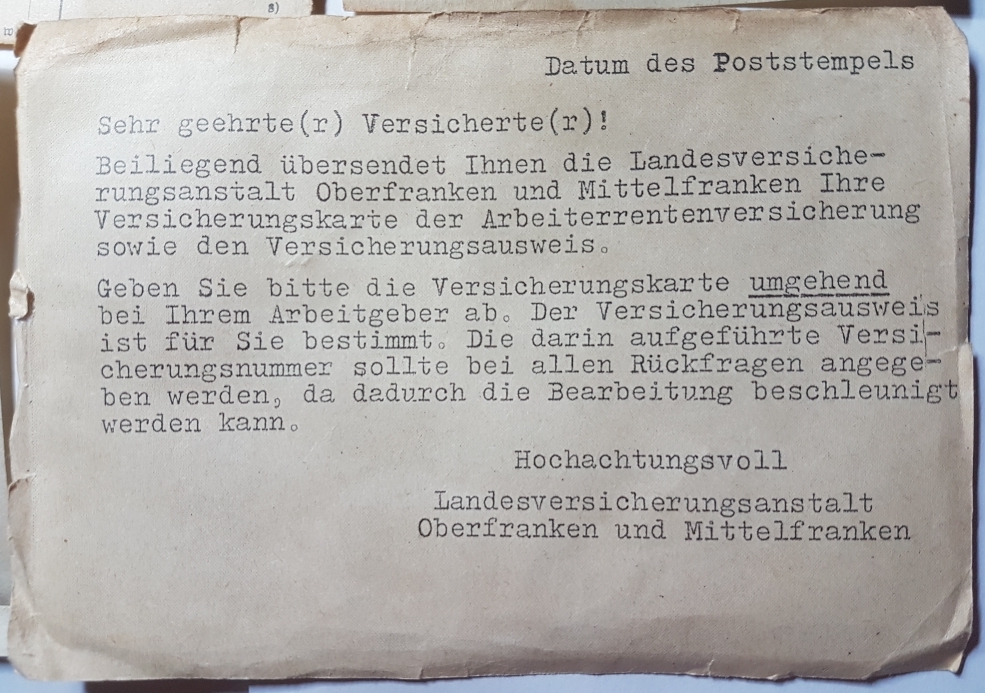 8)
Datum des Poststempels
Sehr geehrte(r) Versicherte(r)!
Beiliegend übersendet Ihnen die Landesversiche-
rungsanstalt Oberfranken und Mittelfranken Ihre
Versicherungskarte der Arbeiterrentenversicherung
sowie den Versicherungsausweis.
Geben Sie bitte die Versicherungskarte umgehend
bei Ihrem Arbeitgeber ab. Der Versicherungsausweis
ist für Sie bestimmt. Die darin aufgeführte Versi-
cherungsnummer sollte bei allen Rückfragen angege-
ben werden, da dadurch die Bearbeitung beschleunigt
werden kann.
Hochachtungsvoll
Landesversicherungsanstalt
Oberfranken und Mittelfranken